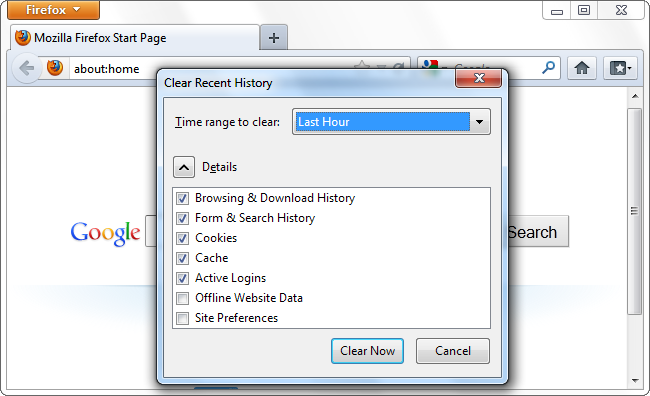 Firefox
Mozilla Firefox Start Page
about:home
Clear Recent History
Time range to clear: Last Hour
Details
Browsing & Download History
Form & Search History
Cookies
Cache
Active Logins
Offline Website Data
Site Preferences
Google
Search
Clear Now Cancel